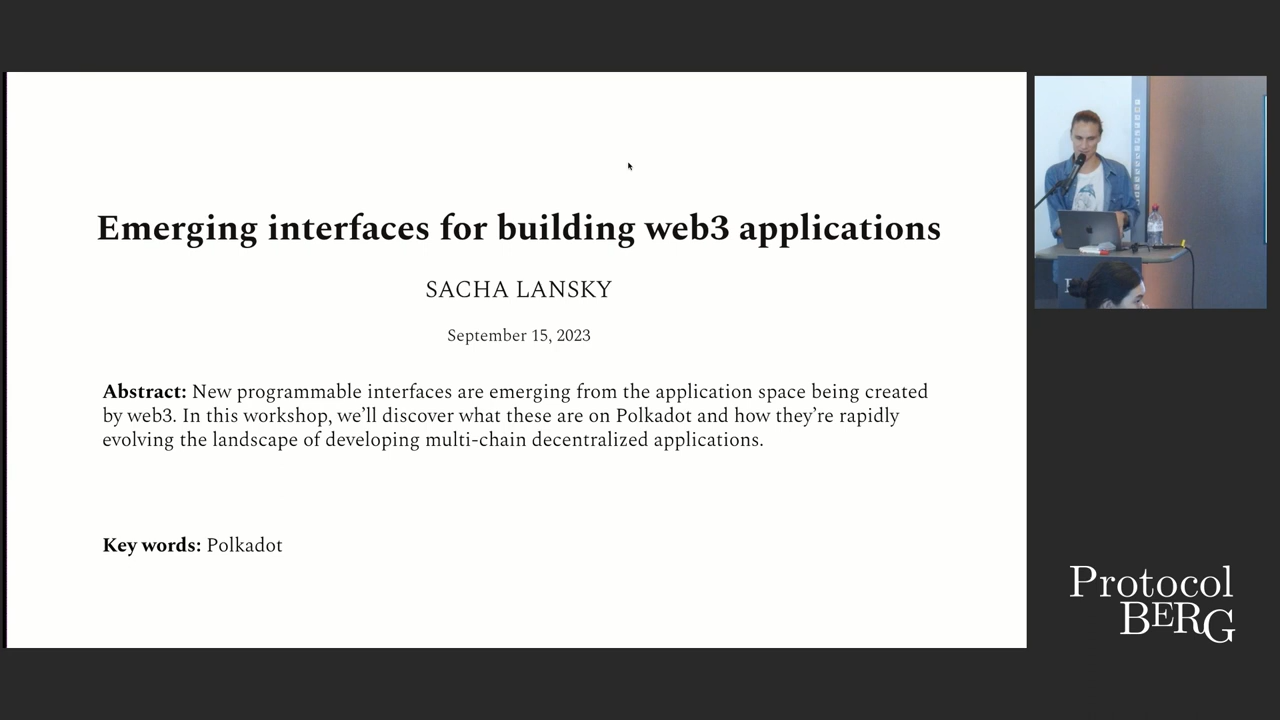 Emerging interfaces for building web3 applications
SACHA LANSKY
September 15, 2023
Abstract: New programmable interfaces are emerging from the application space being created
by web3. In this workshop, we’ll discover what these are on Polkadot and how they’re rapidly
evolving the landscape of developing multi-chain decentralized applications.
Key words: Polkadot
Protocol
BERG